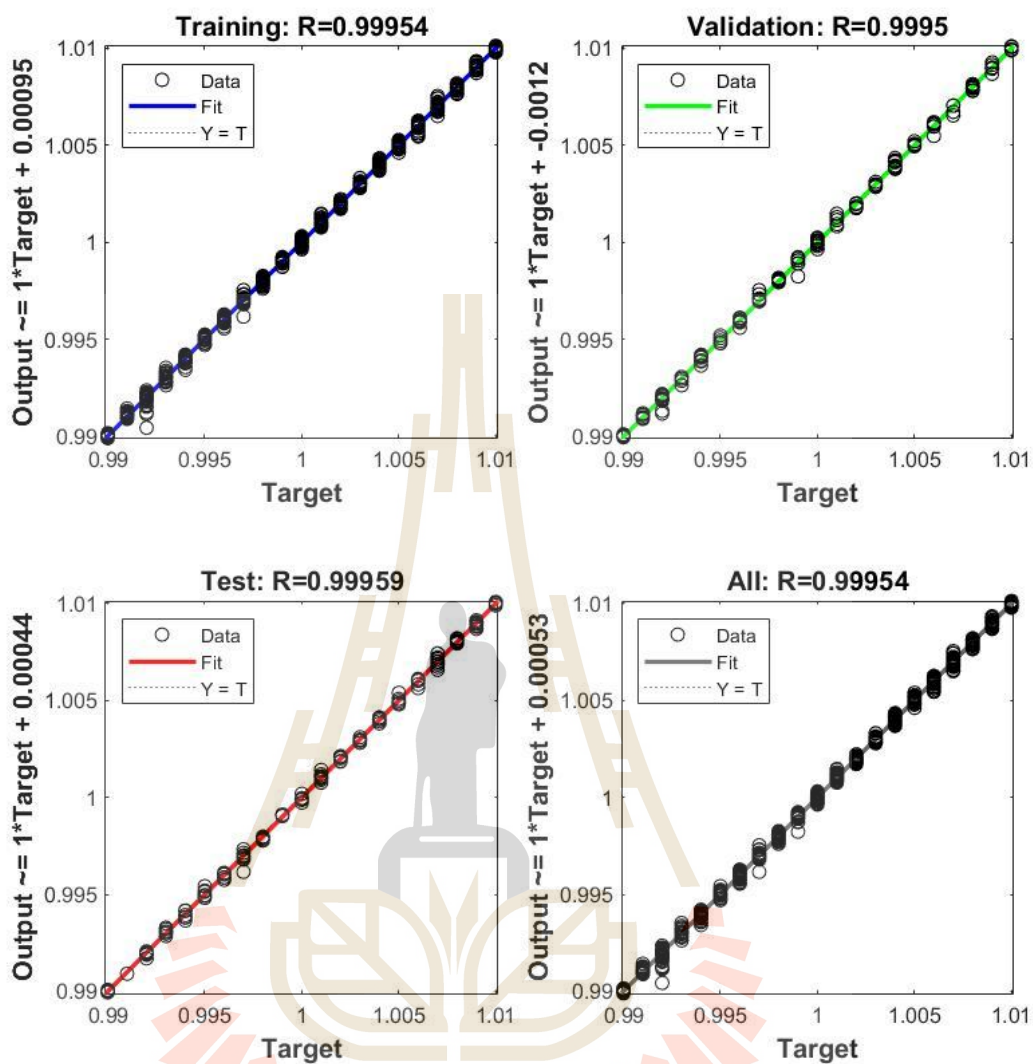 Training: R=0.99954
Output ~= 1*Target + 0.00095
1.01
1.005
1
0.995
0.99
Data
Fit
Y = T
0.99 0.995 1 1.005 1.01
Target
Validation: R=0.9995
Output ~= 1*Target + -0.0012
1.01
1.005
1
0.995
0.99
Data
Fit
Y = T
0.99 0.995 1 1.005 1.01
Target
Test: R=0.99959
Output ~= 1*Target + 0.00044
1.01
1.005
1
0.995
0.99
Data
Fit
Y = T
0.99 0.995 1 1.005 1.01
Target
All: R=0.99954
Output ~= 1*Target + 0.00053
1.01
1.005
1
0.995
0.99
Data
Fit
Y = T
0.99 0.995 1 1.005 1.01
Target